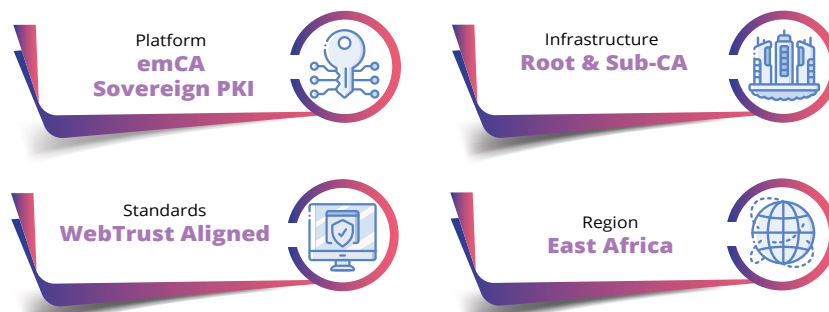 Platform
emCA
Sovereign PKI
Infrastructure
Root & Sub-CA
Standards
WebTrust Aligned
Region
East Africa